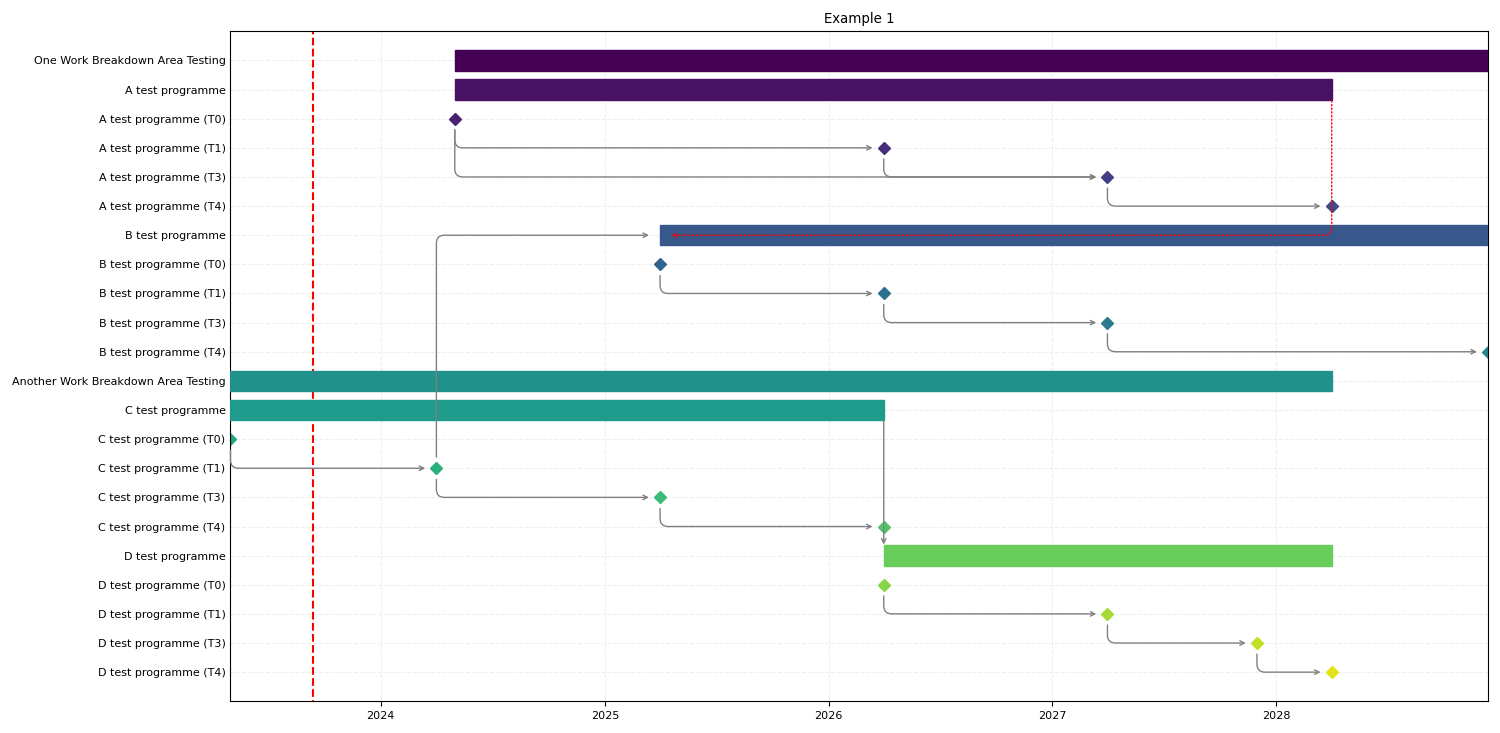 Example 1
One Work Breakdown Area Testing
A test programme
A test programme (T0)
A test programme (T1)
A test programme (T3)
A test programme (T4)
B test programme
B test programme (T0)
B test programme (T1)
B test programme (T3)
B test programme (T4)
Another Work Breakdown Area Testing
C test programme
C test programme (T0)
C test programme (T1)
C test programme (T3)
C test programme (T4)
D test programme
D test programme (T0)
D test programme (T1)
D test programme (T3)
D test programme (T4)
2024 2025 2026 2027 2028